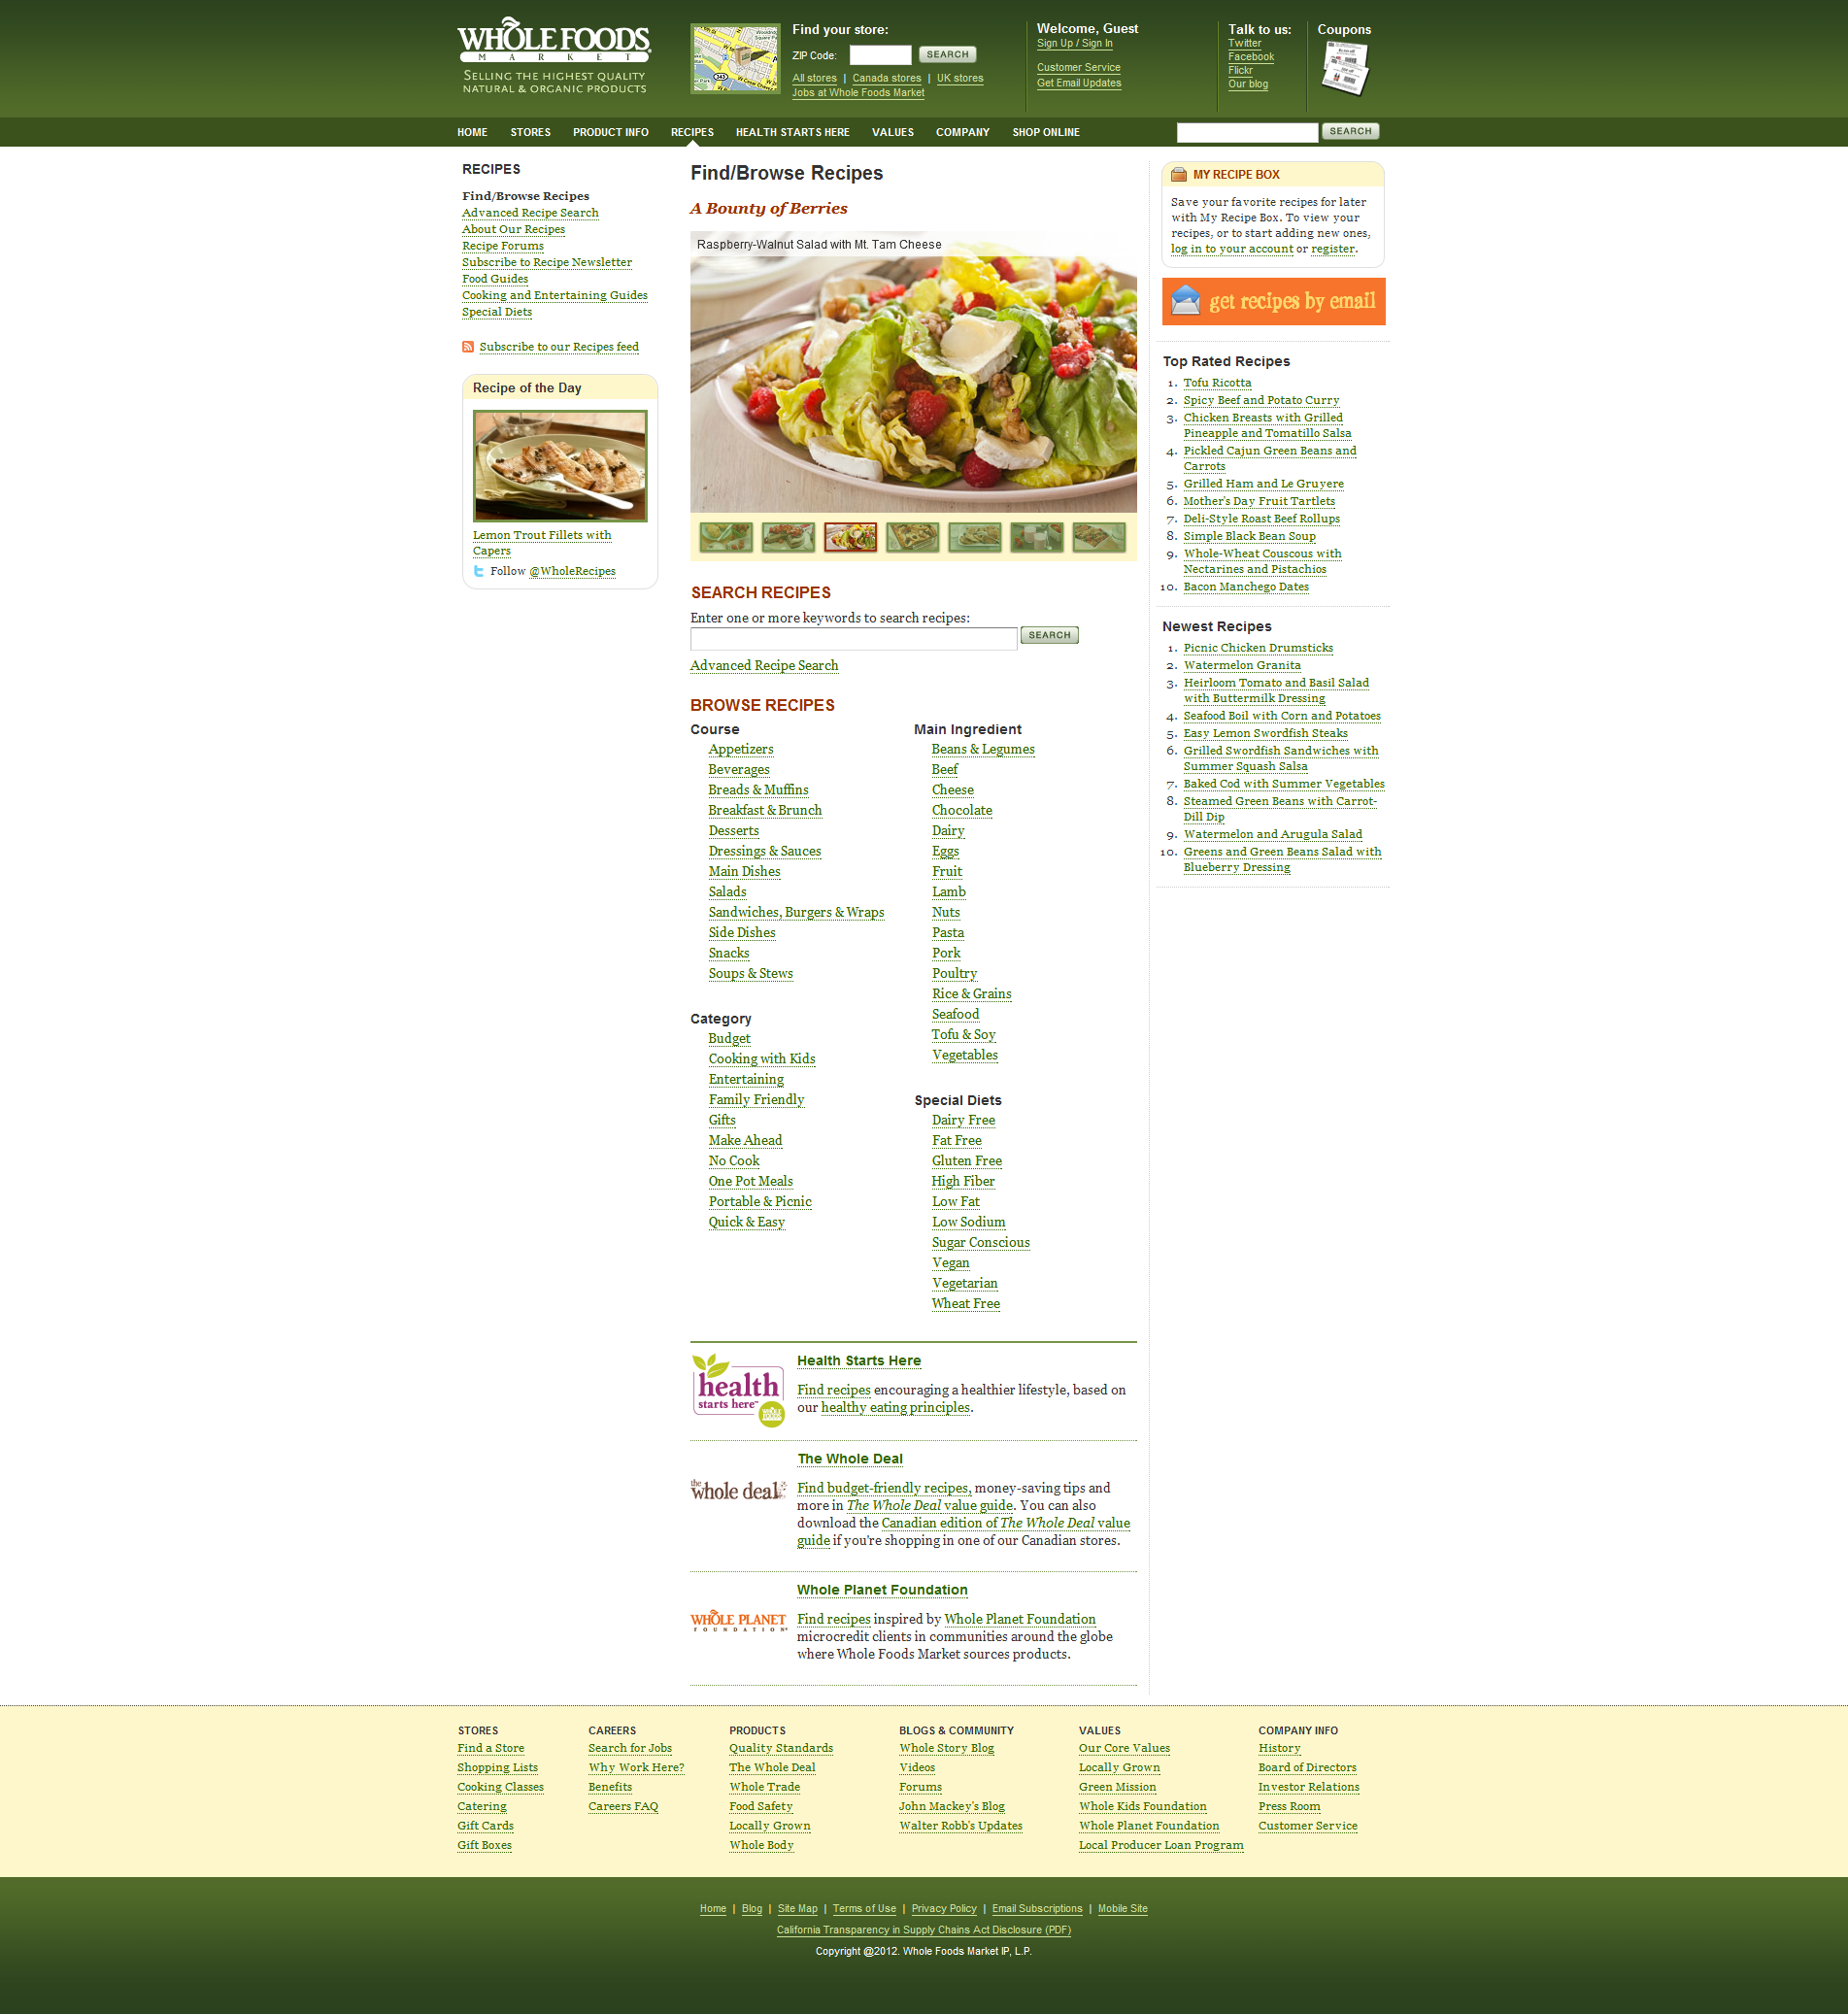 WHOLE FOODS
MARKET
SELLING THE HIGHEST QUALITY
NATURAL & ORGANIC PRODUCTS
Find your store:
ZIP Code: SEARCH
All stores | Canada stores | UK stores
Jobs at Whole Foods Market
Welcome, Guest
Sign Up / Sign In
Customer Service
Get Email Updates
Talk to us:
Twitter
Facebook
Flickr
Our blog
Coupons
HOME STORES PRODUCT INFO RECIPES HEALTH STARTS HERE VALUES COMPANY SHOP ONLINE SEARCH
RECIPES
Find/Browse Recipes
Advanced Recipe Search
About Our Recipes
Recipe Forums
Subscribe to Recipe Newsletter
Food Guides
Cooking and Entertaining Guides
Special Diets
Subscribe to our Recipes feed
Recipe of the Day
Lemon Trout Fillets with
Capers
Follow @WholeRecipes
Find/Browse Recipes
A Bounty of Berries
Raspberry-Walnut Salad with Mt. Tam Cheese
SEARCH RECIPES
Enter one or more keywords to search recipes:
SEARCH
Advanced Recipe Search
BROWSE RECIPES
Course
Appetizers
Beverages
Breads & Muffins
Breakfast & Brunch
Desserts
Dressings & Sauces
Main Dishes
Salads
Sandwiches, Burgers & Wraps
Side Dishes
Snacks
Soups & Stews
Category
Budget
Cooking with Kids
Entertaining
Family Friendly
Gifts
Make Ahead
No Cook
One Pot Meals
Portable & Picnic
Quick & Easy
Main Ingredient
Beans & Legumes
Beef
Cheese
Chocolate
Dairy
Eggs
Fruit
Lamb
Nuts
Pasta
Pork
Poultry
Rice & Grains
Seafood
Tofu & Soy
Vegetables
Special Diets
Dairy Free
Fat Free
Gluten Free
High Fiber
Low Fat
Low Sodium
Sugar Conscious
Vegan
Vegetarian
Wheat Free
health
starts here™
WHOLE
FOODS
Health Starts Here
Find recipes encouraging a healthier lifestyle, based on
our healthy eating principles.
the
whole deal
The Whole Deal
Find budget-friendly recipes, money-saving tips and
more in The Whole Deal value guide. You can also
download the Canadian edition of The Whole Deal value
guide if you're shopping in one of our Canadian stores.
WHOLE PLANET
FOUNDATION®
Whole Planet Foundation
Find recipes inspired by Whole Planet Foundation
microcredit clients in communities around the globe
where Whole Foods Market sources products.
MY RECIPE BOX
Save your favorite recipes for later
with My Recipe Box. To view your
recipes, or to start adding new ones,
log in to your account or register.
get recipes by email
Top Rated Recipes
1. Tofu Ricotta
2. Spicy Beef and Potato Curry
3. Chicken Breasts with Grilled
Pineapple and Tomatillo Salsa
4. Pickled Cajun Green Beans and
Carrots
5. Grilled Ham and Le Gruyere
6. Mother's Day Fruit Tartlets
7. Deli-Style Roast Beef Rollups
8. Simple Black Bean Soup
9. Whole-Wheat Couscous with
Nectarines and Pistachios
10. Bacon Manchego Dates
Newest Recipes
1. Picnic Chicken Drumsticks
2. Watermelon Granita
3. Heirloom Tomato and Basil Salad
with Buttermilk Dressing
4. Seafood Boil with Corn and Potatoes
5. Easy Lemon Swordfish Steaks
6. Grilled Swordfish Sandwiches with
Summer Squash Salsa
7. Baked Cod with Summer Vegetables
8. Steamed Green Beans with Carrot-
Dill Dip
9. Watermelon and Arugula Salad
10. Greens and Green Beans Salad with
Blueberry Dressing
STORES
Find a Store
Shopping Lists
Cooking Classes
Catering
Gift Cards
Gift Boxes
CAREERS
Search for Jobs
Why Work Here?
Benefits
Careers FAQ
PRODUCTS
Quality Standards
The Whole Deal
Whole Trade
Food Safety
Locally Grown
Whole Body
BLOGS & COMMUNITY
Whole Story Blog
Videos
Forums
John Mackey's Blog
Walter Robb's Updates
VALUES
Our Core Values
Locally Grown
Green Mission
Whole Kids Foundation
Whole Planet Foundation
Local Producer Loan Program
COMPANY INFO
History
Board of Directors
Investor Relations
Press Room
Customer Service
Home | Blog | Site Map | Terms of Use | Privacy Policy | Email Subscriptions | Mobile Site
California Transparency in Supply Chains Act Disclosure (PDF)
Copyright @2012. Whole Foods Market IP, L.P.